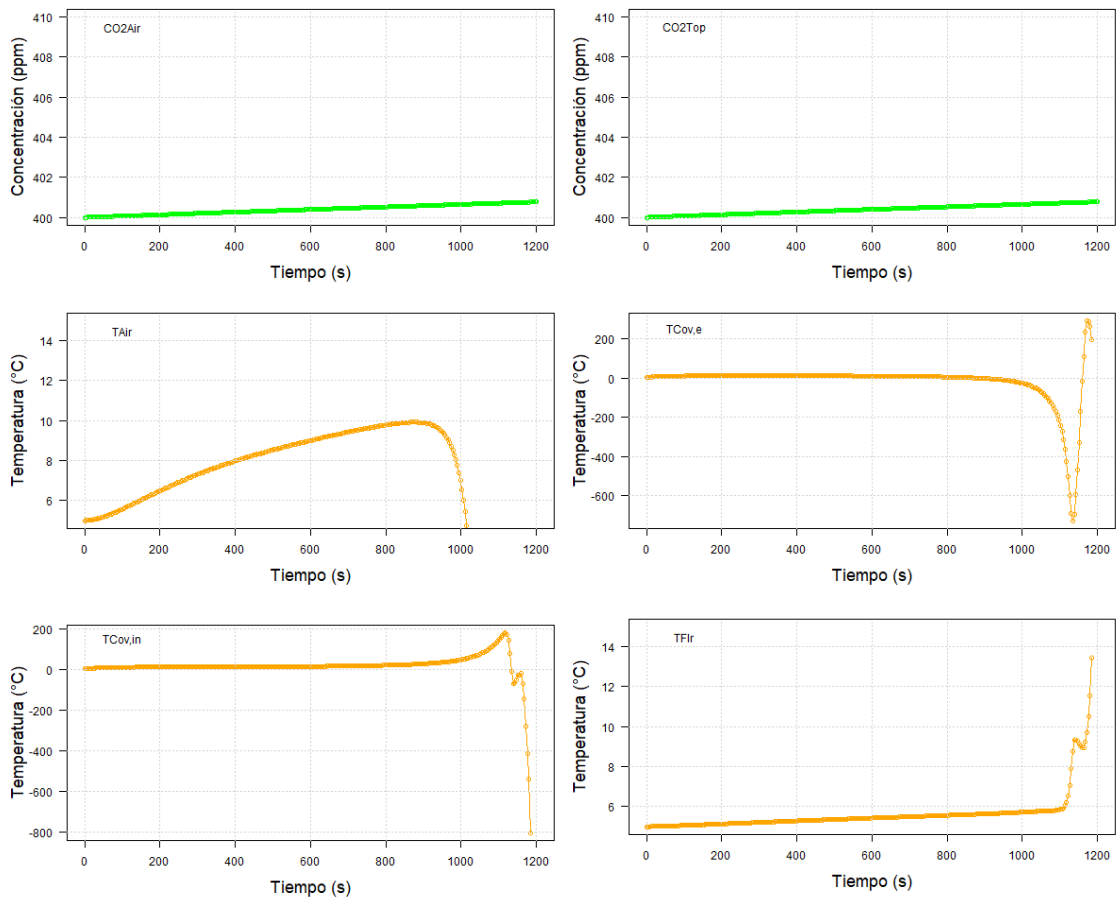 410
408
406
404
402
400
Concentración (ppm)
CO2Air
0 200 400 600 800 1000 1200
Tiempo (s)
410
408
406
404
402
400
Concentración (ppm)
CO2Top
0 200 400 600 800 1000 1200
Tiempo (s)
14
12
10
8
6
Temperatura (°C)
TAir
0 200 400 600 800 1000 1200
Tiempo (s)
200
0
-200
-400
-600
Temperatura (°C)
TCov,e
0 200 400 600 800 1000 1200
Tiempo (s)
200
0
-200
-400
-600
-800
Temperatura (°C)
TCov,in
0 200 400 600 800 1000 1200
Tiempo (s)
14
12
10
8
6
Temperatura (°C)
TFlr
0 200 400 600 800 1000 1200
Tiempo (s)